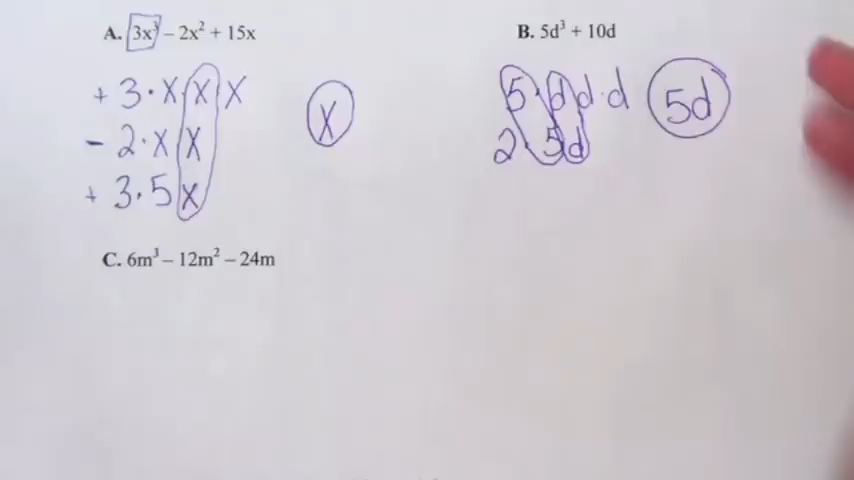 A. 3x³ – 2x² + 15x
+ 3 · x x x
x
- 2 · x x
+ 3 · 5 x
B. 5d³ + 10d
5 · d d · d
5d
2 · 5d
C. 6m³ – 12m² – 24m